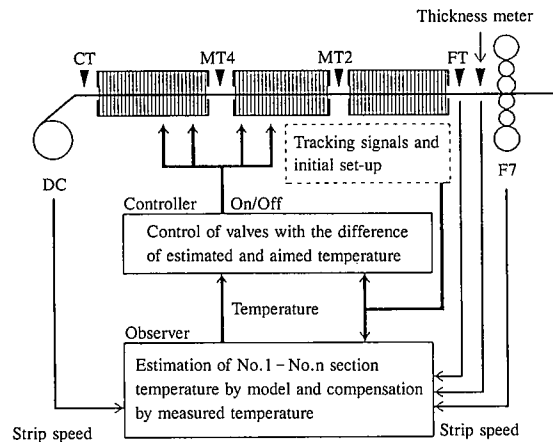 Thickness meter
CT
MT4
MT2
FT
DC
F7
Tracking signals and
initial set-up
Controller
On/Off
Control of valves with the difference
of estimated and aimed temperature
Temperature
Observer
Estimation of No.1–No.n section
temperature by model and compensation
by measured temperature
Strip speed
Strip speed